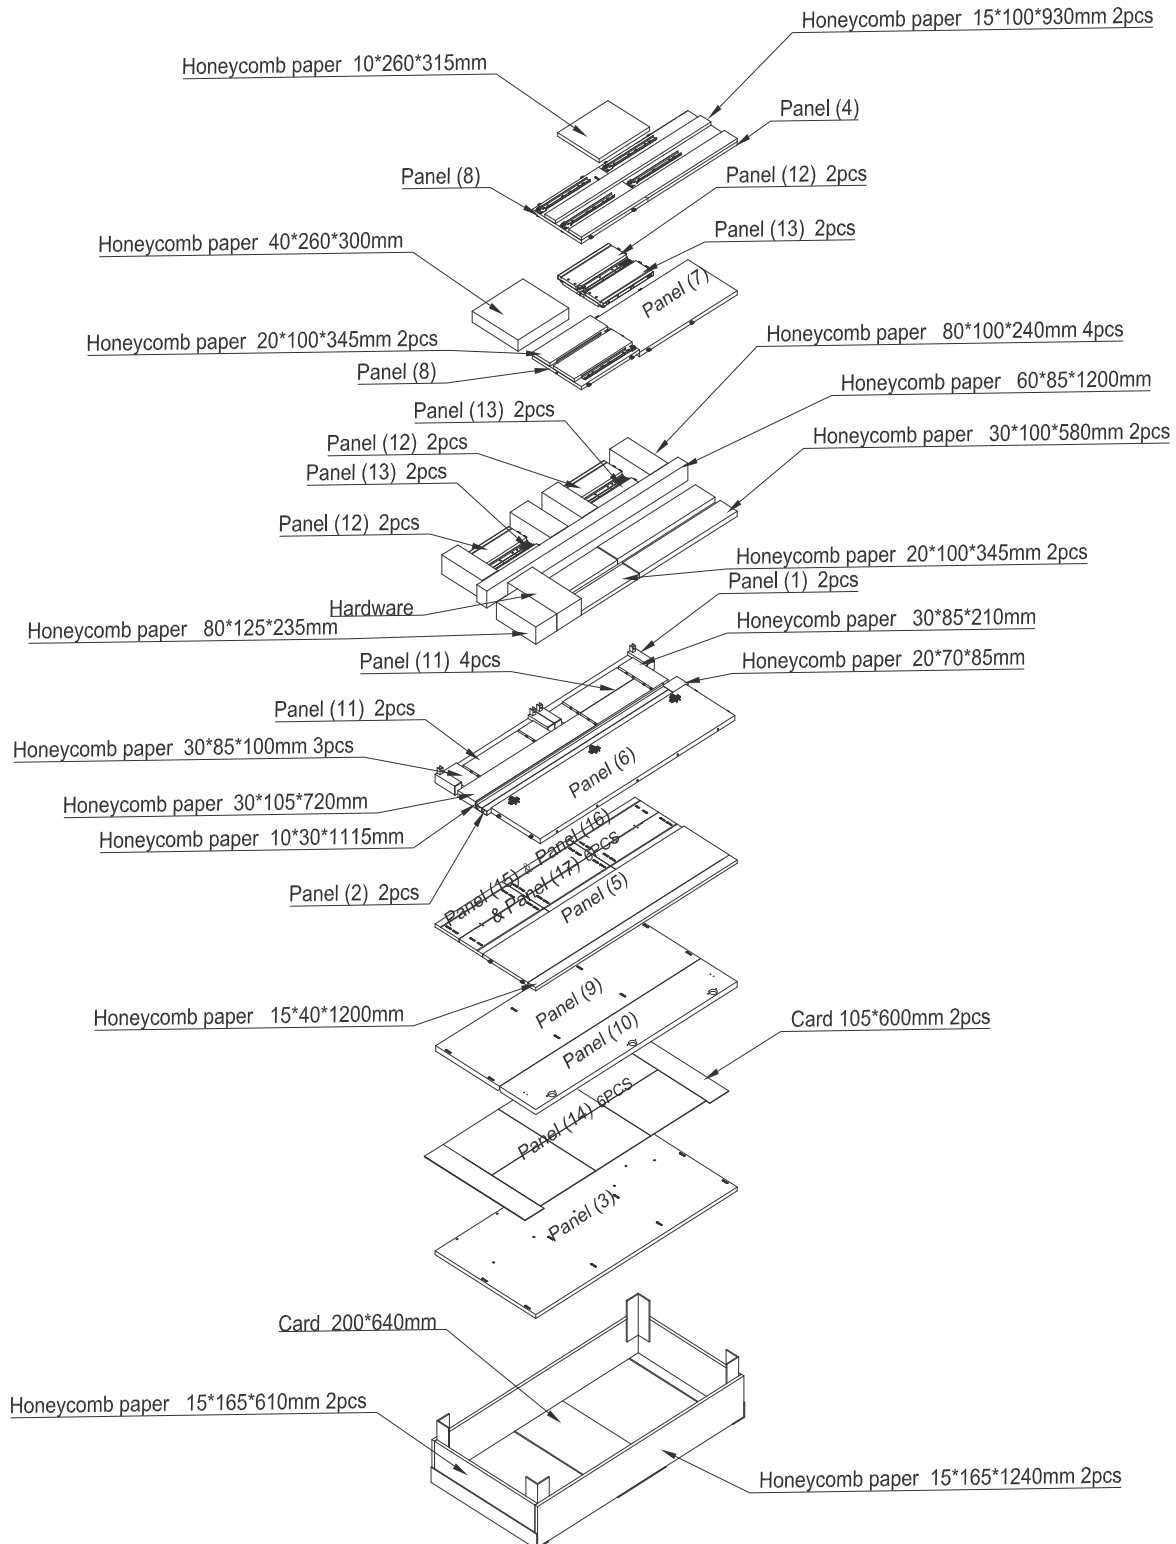 Honeycomb paper 15*100*930mm 2pcs
Honeycomb paper 10*260*315mm
Panel (4)
Panel (8)
Panel (12) 2pcs
Panel (13) 2pcs
Honeycomb paper 40*260*300mm
Panel (7)
Honeycomb paper 20*100*345mm 2pcs
Honeycomb paper 80*100*240mm 4pcs
Panel (8)
Honeycomb paper 60*85*1200mm
Panel (13) 2pcs
Panel (12) 2pcs
Honeycomb paper 30*100*580mm 2pcs
Panel (13) 2pcs
Panel (12) 2pcs
Honeycomb paper 20*100*345mm 2pcs
Panel (1) 2pcs
Hardware
Honeycomb paper 80*125*235mm
Honeycomb paper 30*85*210mm
Panel (11) 4pcs
Honeycomb paper 20*70*85mm
Panel (11) 2pcs
Honeycomb paper 30*85*100mm 3pcs
Panel (6)
Honeycomb paper 30*105*720mm
Honeycomb paper 10*30*1115mm
Panel (2) 2pcs
Panel (15) & Panel (16)
& Panel (17) 6PCS
Panel (5)
Honeycomb paper 15*40*1200mm
Panel (9)
Panel (10)
Card 105*600mm 2pcs
Panel (14) 6PCS
Panel (3)
Card 200*640mm
Honeycomb paper 15*165*610mm 2pcs
Honeycomb paper 15*165*1240mm 2pcs